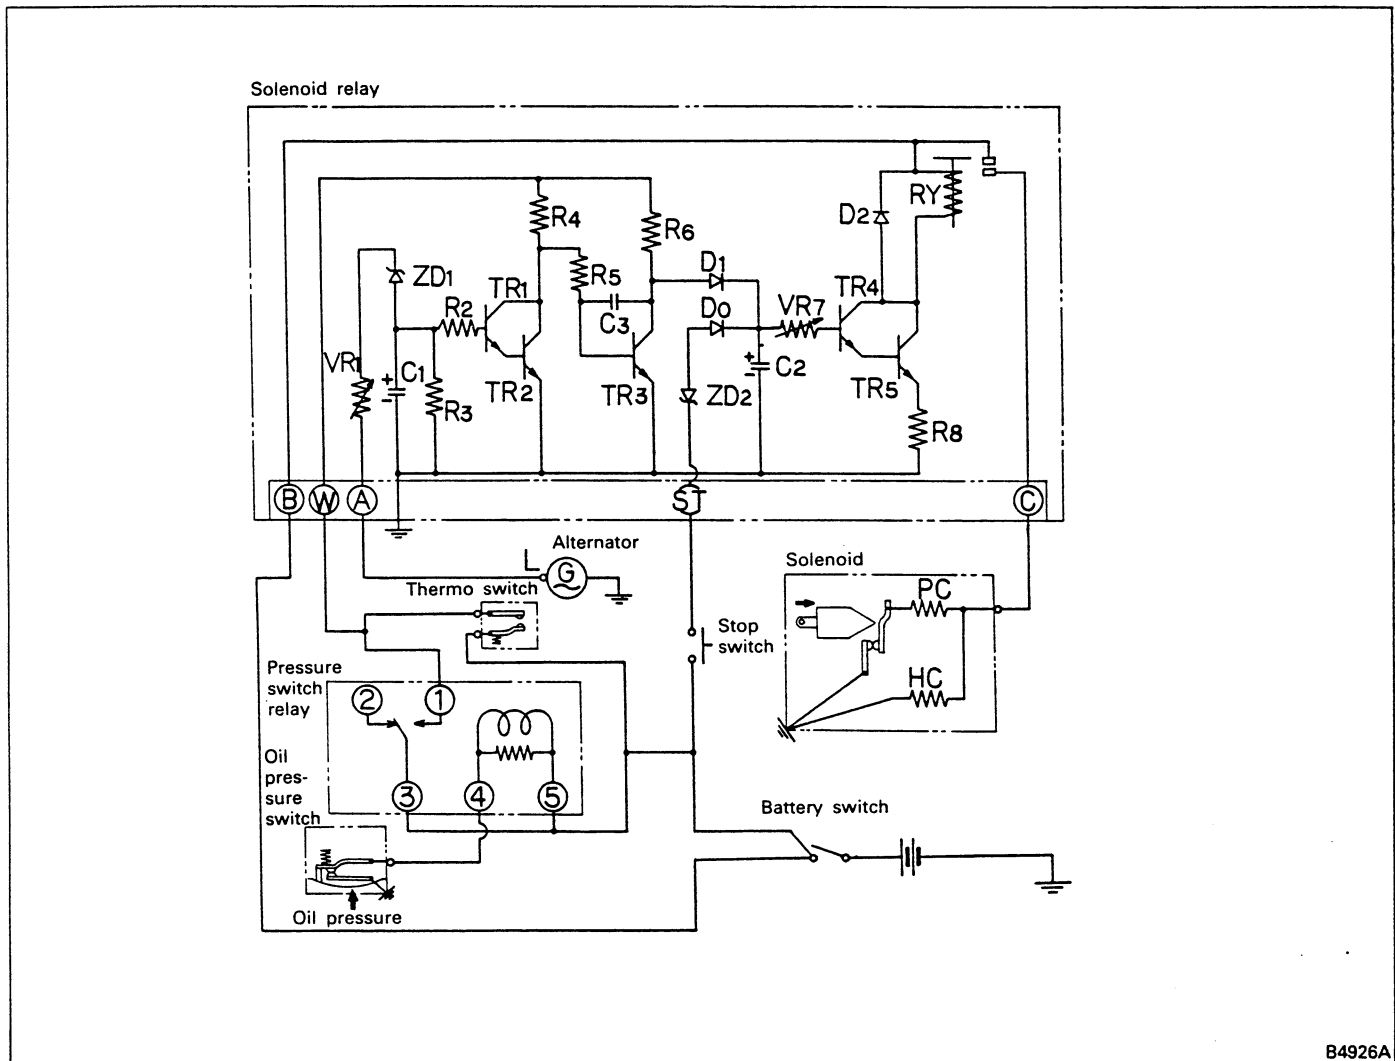 Solenoid relay
RY
D2
R4
R6
ZD1
R5
D1
TR1
TR4
R2
D0
VR7
C3
VR1
C1
C2
R3
TR2
TR3
ZD2
TR5
R8
B
W
A
ST
C
Alternator
L
G
Solenoid
Thermo switch
PC
Stop
switch
HC
Pressure
switch
relay
2
1
Oil
pres-
sure
switch
3
4
5
Battery switch
Oil pressure
B4926A